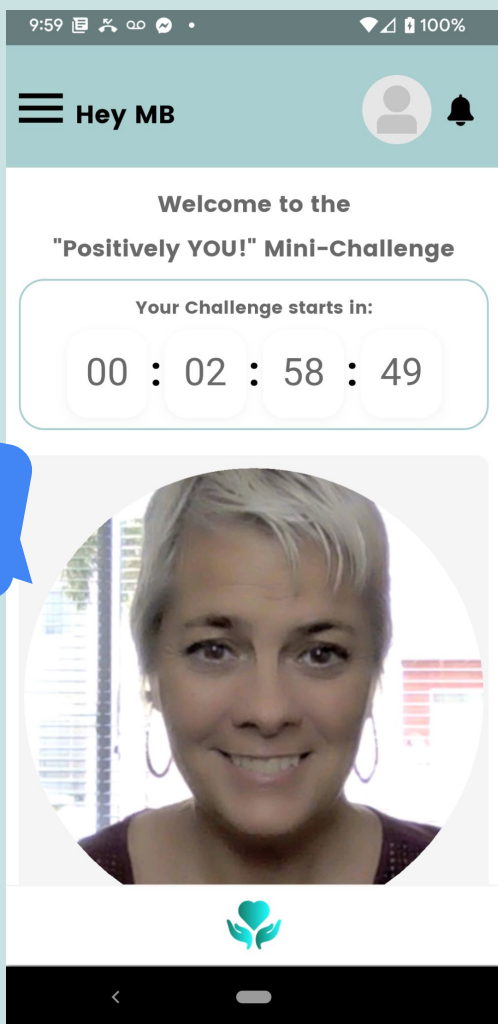 9:59 100%
Hey MB
Welcome to the
"Positively YOU!" Mini-Challenge
Your Challenge starts in:
00 : 02 : 58 : 49